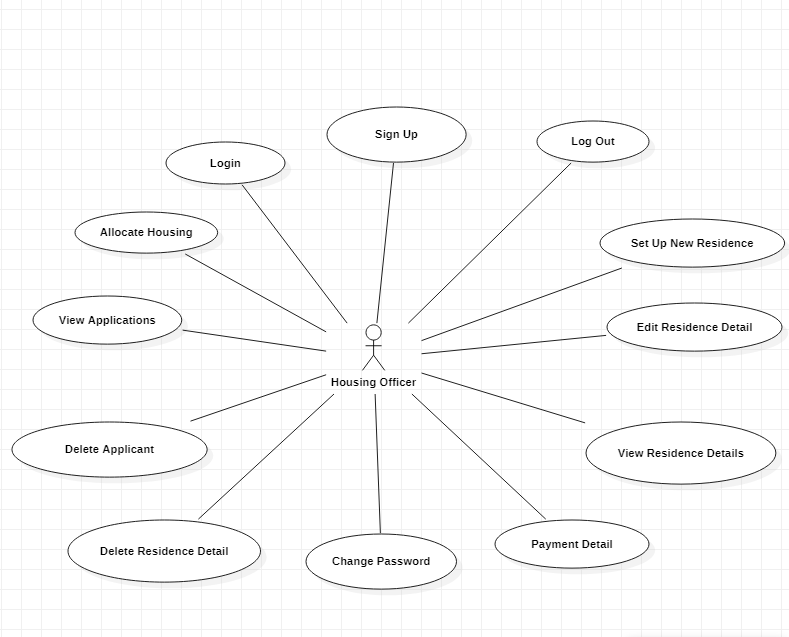 Sign Up
Log Out
Login
Allocate Housing
Set Up New Residence
View Applications
Edit Residence Detail
Housing Officer
Delete Applicant
View Residence Details
Delete Residence Detail
Change Password
Payment Detail